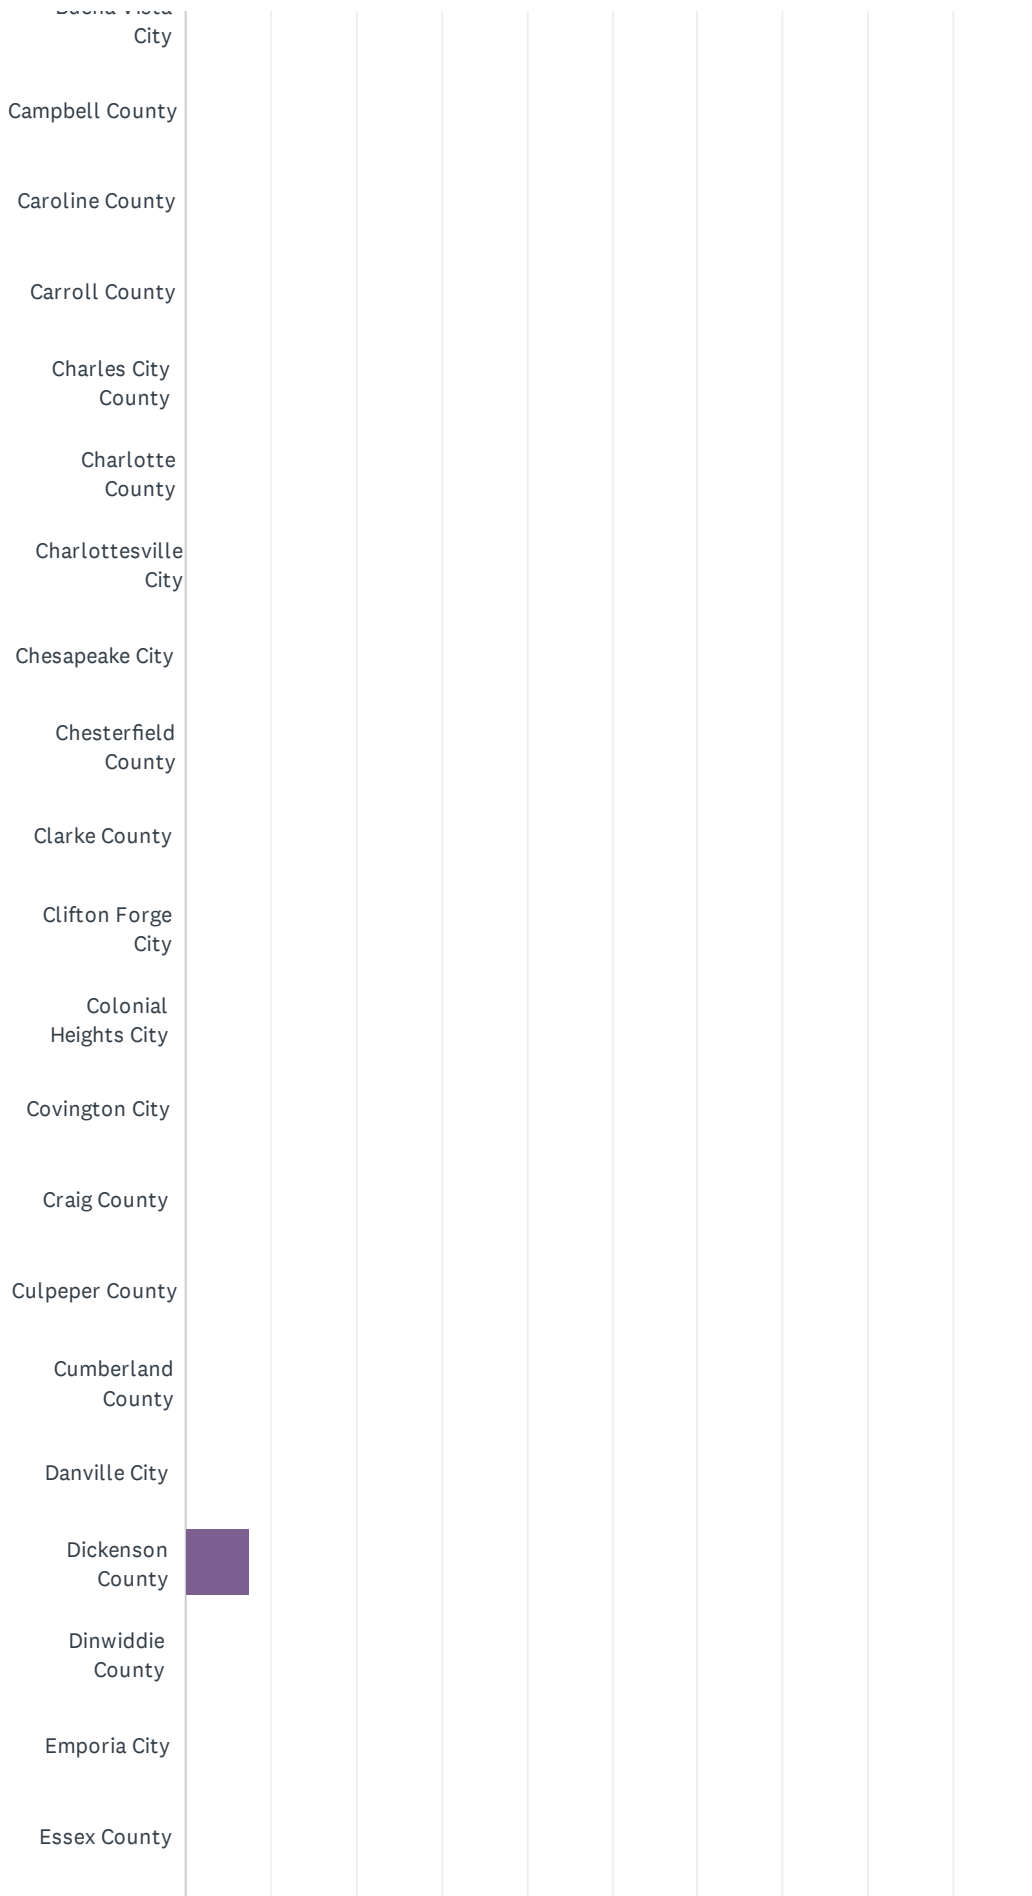 Buena Vista
City
Campbell County
Caroline County
Carroll County
Charles City
County
Charlotte
County
Charlottesville
City
Chesapeake City
Chesterfield
County
Clarke County
Clifton Forge
City
Colonial
Heights City
Covington City
Craig County
Culpeper County
Cumberland
County
Danville City
Dickenson
County
Dinwiddie
County
Emporia City
Essex County